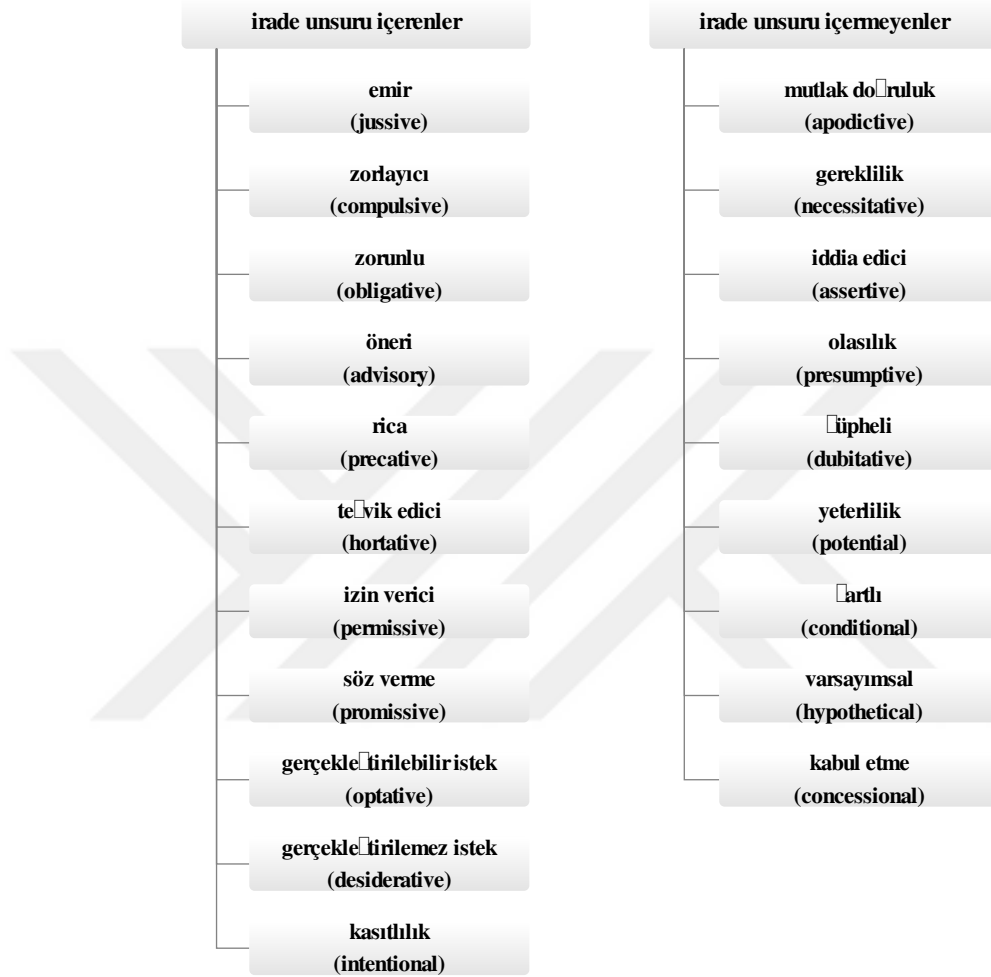 irade unsuru içerenler
emir
(jussive)
zorlayıcı
(compulsive)
zorunlu
(obligative)
öneri
(advisory)
rica
(precative)
te□vik edici
(hortative)
izin verici
(permissive)
söz verme
(promissive)
gerçekle□tirilebilir istek
(optative)
gerçekle□tirilemez istek
(desiderative)
kasıtlılık
(intentional)
irade unsuru içermeyenler
mutlak do□ruluk
(apodictive)
gereklilik
(necessitative)
iddia edici
(assertive)
olasılık
(presumptive)
□üpheli
(dubitative)
yeterlilik
(potential)
□artlı
(conditional)
varsayımsal
(hypothetical)
kabul etme
(concessional)